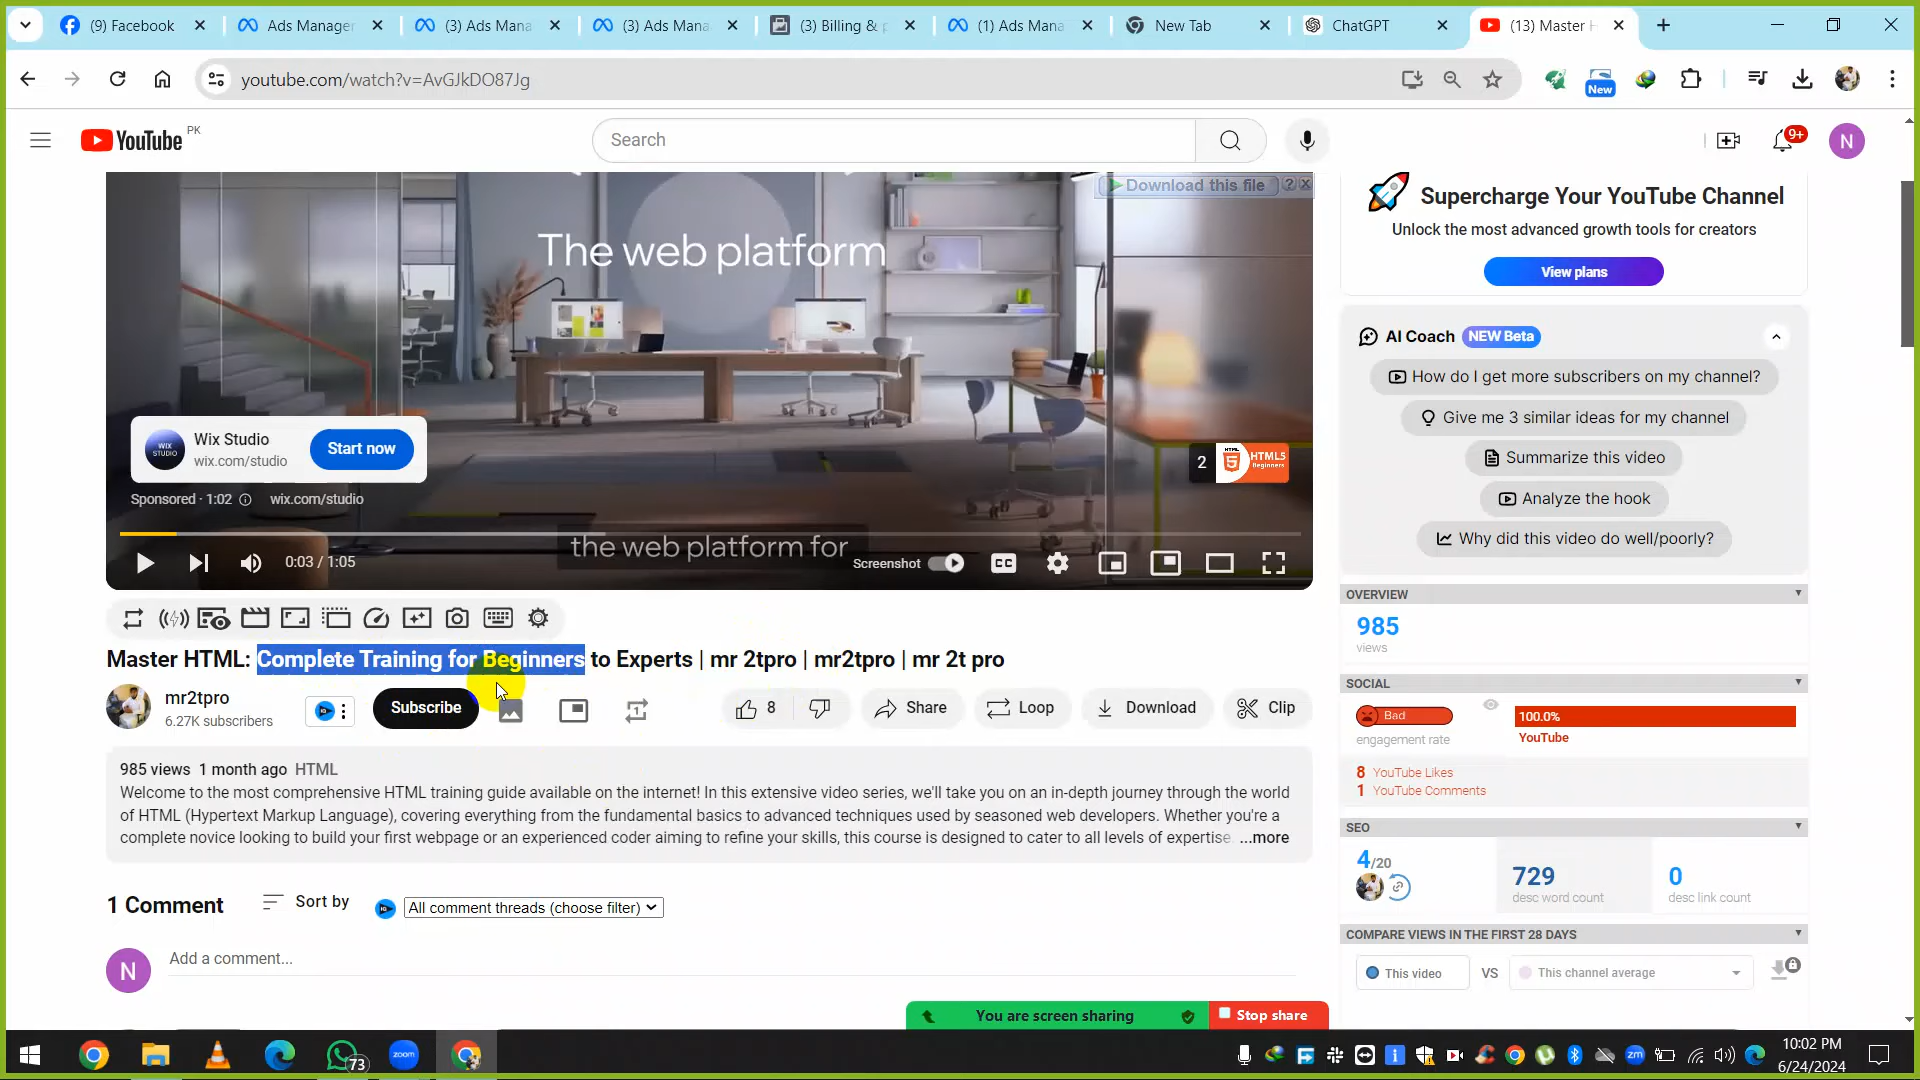 (9) Facebook
Ads Manager
(3) Ads Mana
(3) Ads Mana
(3) Billing & p
(1) Ads Mana
New Tab
ChatGPT
(13) Master H
youtube.com/watch?v=AvGJkDO87Jg
New
YouTube PK
Search
9+
N
Download this file
The web platform
Wix Studio
wix.com/studio
Start now
Sponsored · 1:02
wix.com/studio
2
HTML5
Beginners
the web platform for
0:03 / 1:05
Screenshot
CC
Master HTML: Complete Training for Beginners to Experts | mr 2tpro | mr2tpro | mr 2t pro
mr2tpro
6.27K subscribers
Subscribe
8
Share
Loop
Download
Clip
985 views 1 month ago HTML
Welcome to the most comprehensive HTML training guide available on the internet! In this extensive video series, we'll take you on an in-depth journey through the world
of HTML (Hypertext Markup Language), covering everything from the fundamental basics to advanced techniques used by seasoned web developers. Whether you're a
complete novice looking to build your first webpage or an experienced coder aiming to refine your skills, this course is designed to cater to all levels of expertise. ...more
1 Comment
Sort by
All comment threads (choose filter)
N
Add a comment...
Supercharge Your YouTube Channel
Unlock the most advanced growth tools for creators
View plans
AI Coach NEW Beta
How do I get more subscribers on my channel?
Give me 3 similar ideas for my channel
Summarize this video
Analyze the hook
Why did this video do well/poorly?
OVERVIEW
985
views
SOCIAL
Bad
engagement rate
100.0%
YouTube
8 YouTube Likes
1 YouTube Comments
SEO
4/20
729
desc word count
0
desc link count
COMPARE VIEWS IN THE FIRST 28 DAYS
This video
VS
This channel average
You are screen sharing
Stop share
73
zoom
zm
10:02 PM
6/24/2024